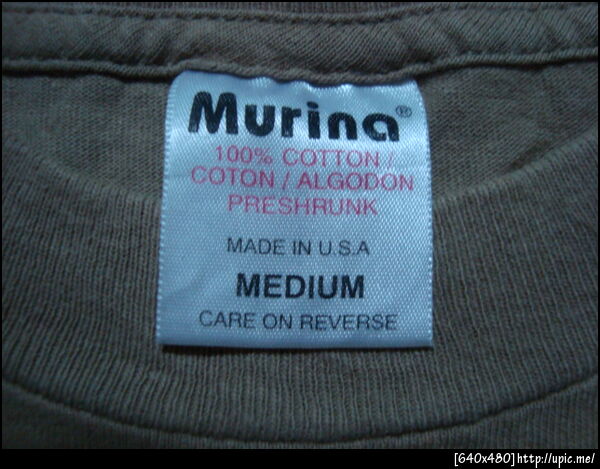 Murina®
100% COTTON /
COTON / ALGODON
PRESHRUNK
MADE IN U.S.A
MEDIUM
CARE ON REVERSE
[640x480]http://upic.me/